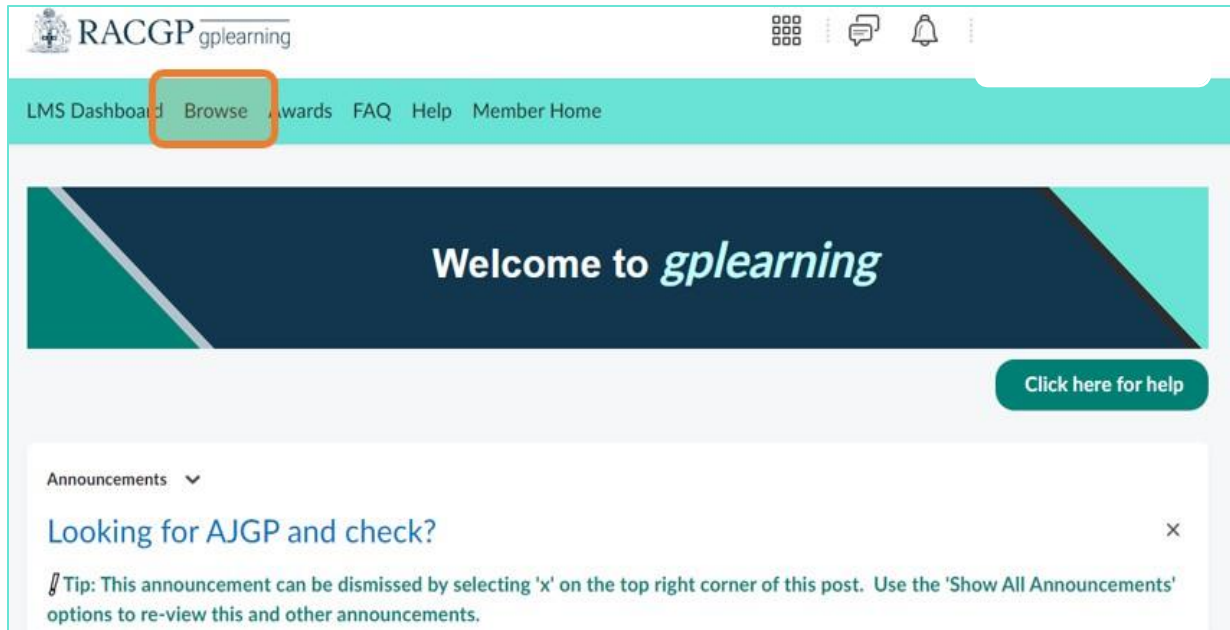 RACGP gplearning
LMS Dashboard Browse Awards FAQ Help Member Home
Welcome to gplearning
Click here for help
Announcements
Looking for AJGP and check?
Tip: This announcement can be dismissed by selecting 'x' on the top right corner of this post. Use the 'Show All Announcements'
options to re-view this and other announcements.